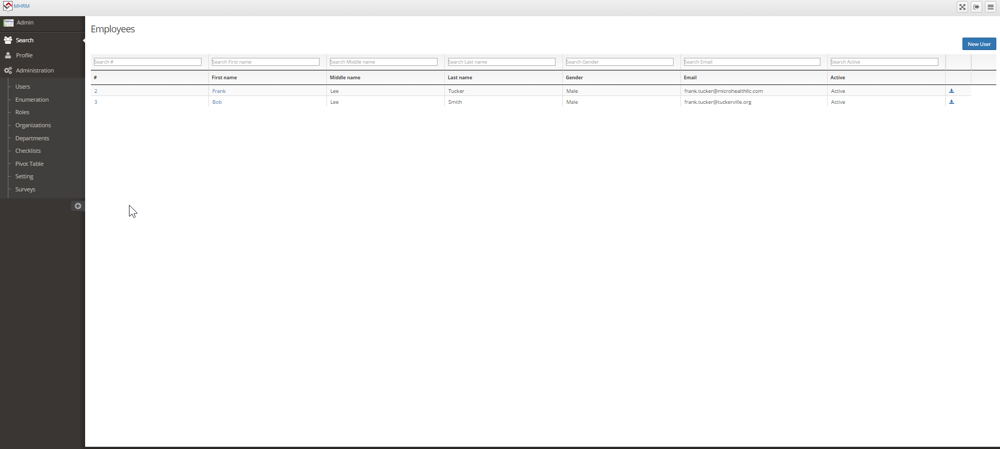 MHRM
Admin
Search
Profile
Administration
Users
Enumeration
Roles
Organizations
Departments
Checklists
Pivot Table
Setting
Surveys
Employees
New User
Search # Search First name Search Middle name Search Last name Search Gender Search Email Search Active
# First name Middle name Last name Gender Email Active
2 Frank Lee Tucker Male frank.tucker@microhealthllc.com Active
3 Bob Lee Smith Male frank.tucker@tuckerville.org Active